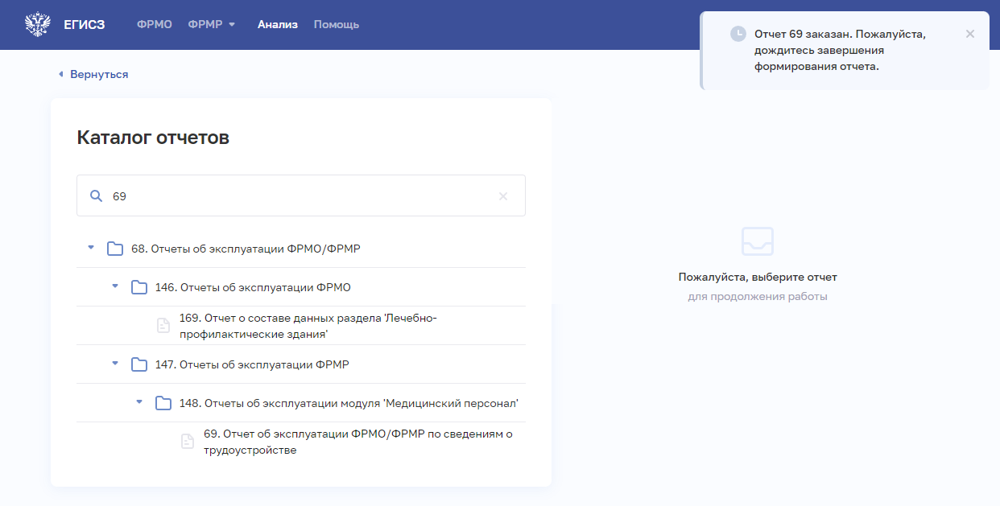 ЕГИСЗ
ФРМО
ФРМР
Анализ
Помощь
Отчет 69 заказан. Пожалуйста,
дождитесь завершения
формирования отчета.
Вернуться
Каталог отчетов
69
68. Отчеты об эксплуатации ФРМО/ФРМР
146. Отчеты об эксплуатации ФРМО
169. Отчет о составе данных раздела 'Лечебно-
профилактические здания'
147. Отчеты об эксплуатации ФРМР
148. Отчеты об эксплуатации модуля 'Медицинский персонал'
69. Отчет об эксплуатации ФРМО/ФРМР по сведениям о
трудоустройстве
Пожалуйста, выберите отчет
для продолжения работы